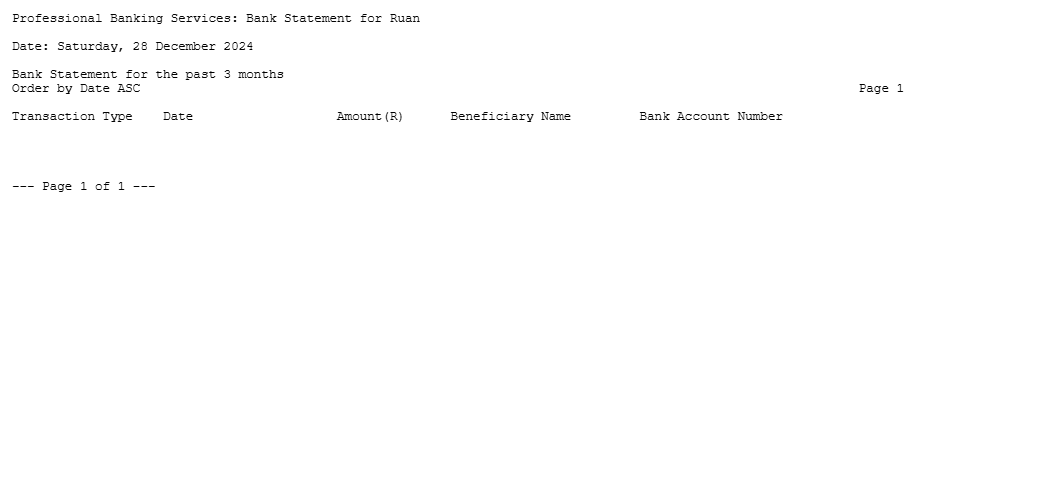 Professional Banking Services: Bank Statement for Ruan
Date: Saturday, 28 December 2024
Bank Statement for the past 3 months
Order by Date ASC Page 1
Transaction Type Date Amount(R) Beneficiary Name Bank Account Number
--- Page 1 of 1 ---